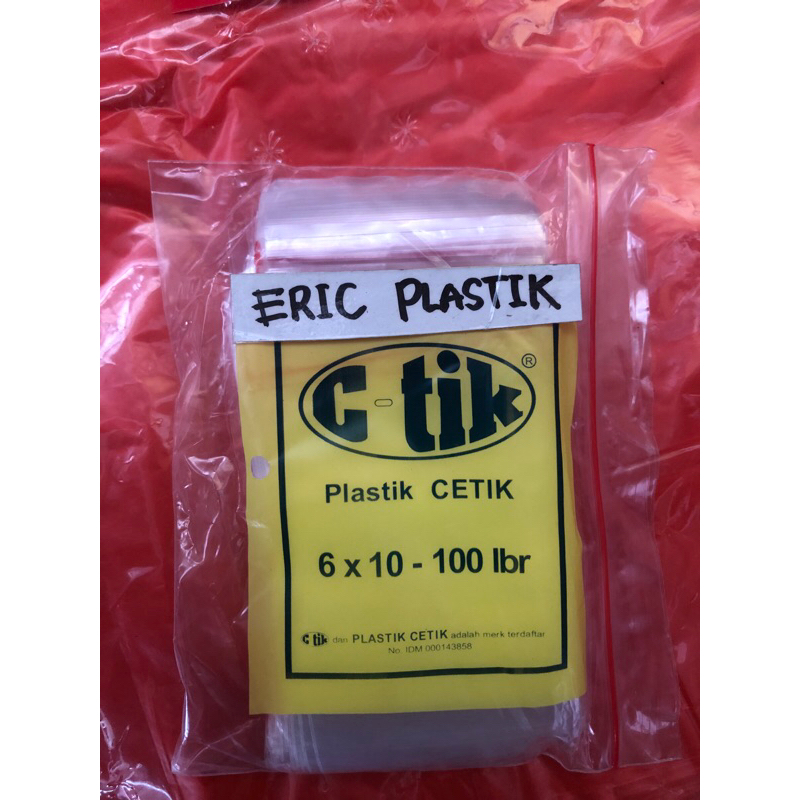 ERIC PLASTIK
C-tik ®
Plastik CETIK
6 x 10 - 100 lbr
C-tik dan PLASTIK CETIK adalah merk terdaftar
No. IDM 000143858